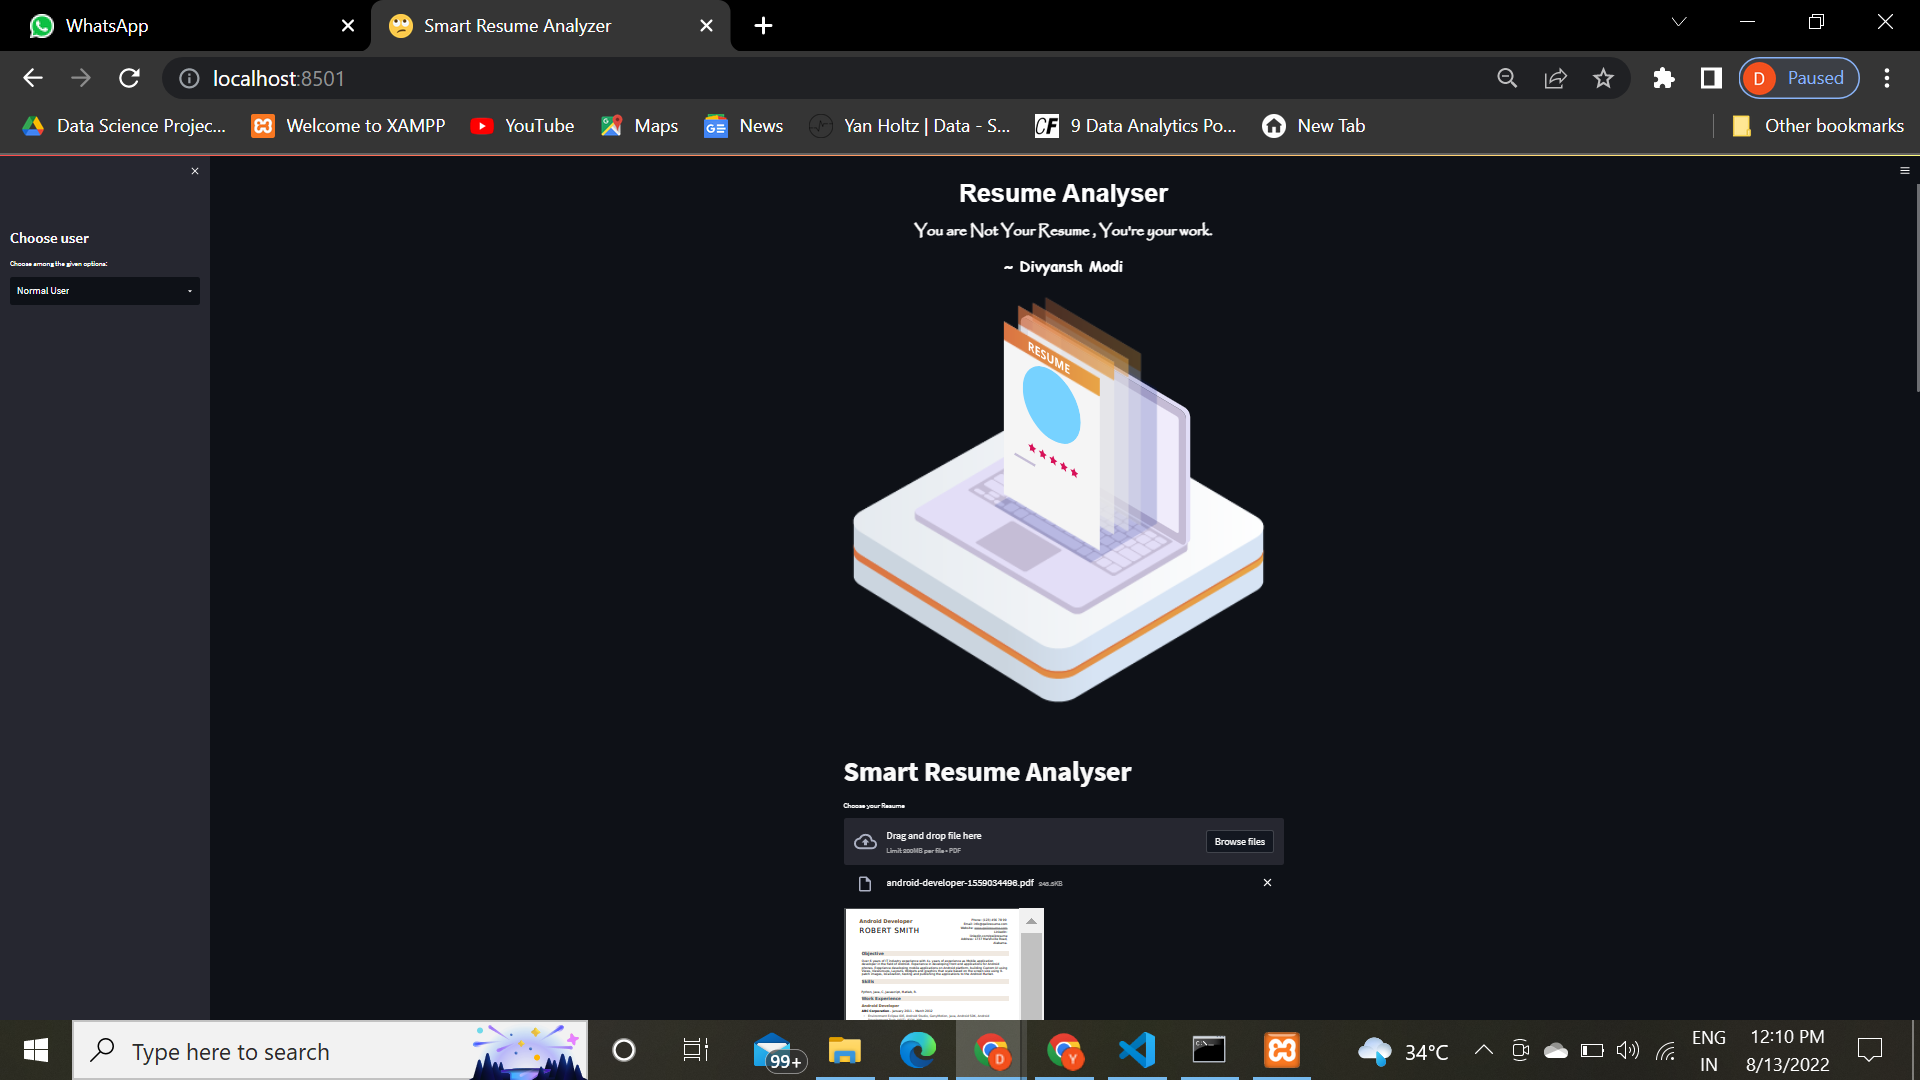 WhatsApp
Smart Resume Analyzer
localhost:8501
D Paused
Data Science Projec...
Welcome to XAMPP
YouTube
Maps
News
Yan Holtz | Data - S...
CF 9 Data Analytics Po...
New Tab
Other bookmarks
Choose user
Choose among the given options:
Normal User
Resume Analyser
You are Not Your Resume , You're your work.
~ Divyansh Modi
RESUME
Smart Resume Analyser
Choose your Resume
Drag and drop file here
Limit 200MB per file • PDF
Browse files
android-developer-1559034496.pdf
Android Developer
ROBERT SMITH
Objective
Skills
Work Experience
Android Developer
Type here to search
99+
D
Y
34°C
ENG
IN
12:10 PM
8/13/2022